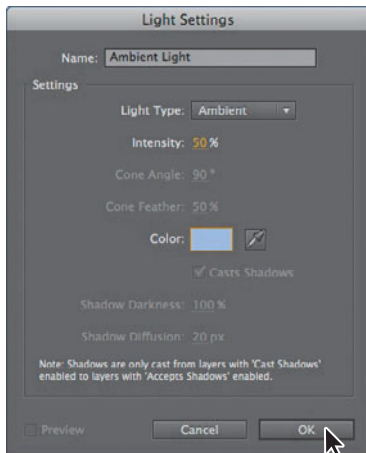 Light Settings
Name: Ambient Light
Settings
Light Type: Ambient
Intensity: 50 %
Cone Angle: 90 °
Cone Feather: 50 %
Color:
Casts Shadows
Shadow Darkness: 100 %
Shadow Diffusion: 20 px
Note: Shadows are only cast from layers with 'Cast Shadows'
enabled to layers with 'Accepts Shadows' enabled.
Preview Cancel OK